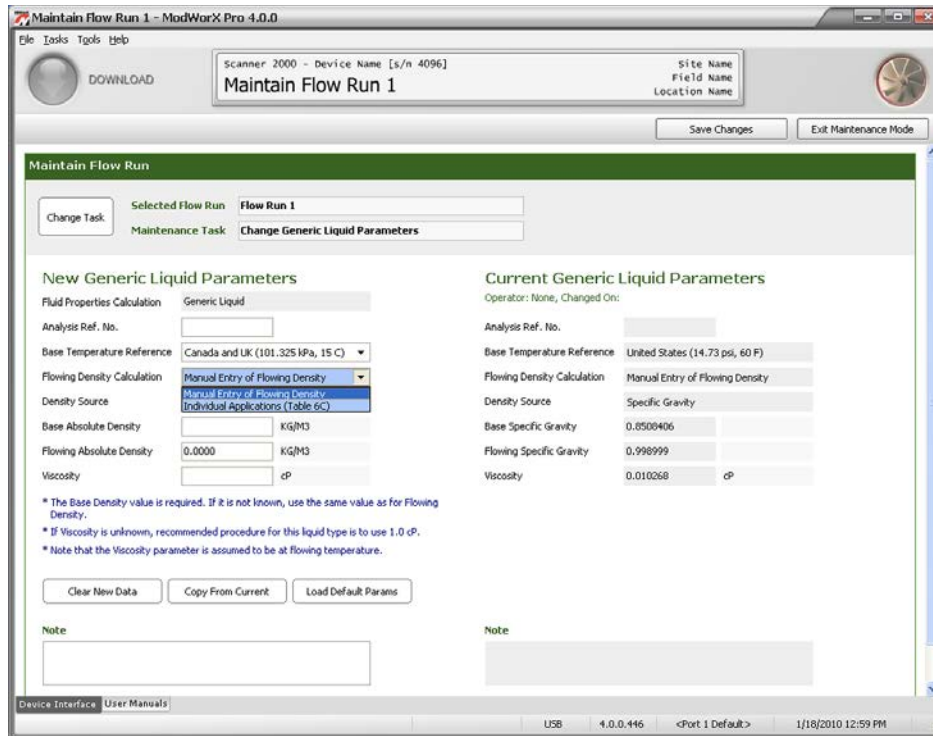 Maintain Flow Run 1 - ModWorX Pro 4.0.0
File Tasks Tools Help
DOWNLOAD
Scanner 2000 - Device Name [s/n 4096]
Maintain Flow Run 1
Site Name
Field Name
Location Name
Save Changes
Exit Maintenance Mode
Maintain Flow Run
Change Task
Selected Flow Run Flow Run 1
Maintenance Task Change Generic Liquid Parameters
New Generic Liquid Parameters
Fluid Properties Calculation Generic Liquid
Analysis Ref. No.
Base Temperature Reference Canada and UK (101.325 kPa, 15 C)
Flowing Density Calculation Manual Entry of Flowing Density
Manual Entry of Flowing Density
Individual Applications (Table 6C)
Density Source
Base Absolute Density KG/M3
Flowing Absolute Density 0.0000 KG/M3
Viscosity cP
* The Base Density value is required. If it is not known, use the same value as for Flowing
Density.
* If Viscosity is unknown, recommended procedure for this liquid type is to use 1.0 cP.
* Note that the Viscosity parameter is assumed to be at flowing temperature.
Clear New Data
Copy From Current
Load Default Params
Note
Current Generic Liquid Parameters
Operator: None, Changed On:
Analysis Ref. No.
Base Temperature Reference United States (14.73 psi, 60 F)
Flowing Density Calculation Manual Entry of Flowing Density
Density Source Specific Gravity
Base Specific Gravity 0.8508406
Flowing Specific Gravity 0.998999
Viscosity 0.010268 cP
Note
Device Interface User Manuals
USB 4.0.0.446 <Port 1 Default> 1/18/2010 12:59 PM